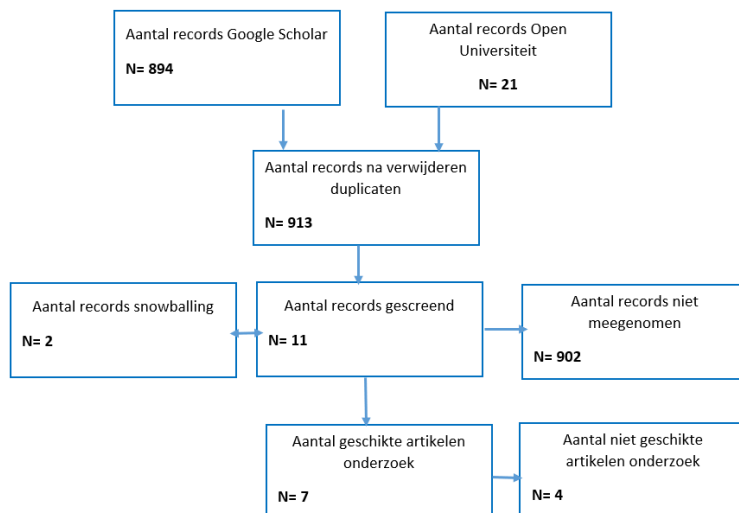 Aantal records Google Scholar
N= 894
Aantal records Open
Universiteit
N= 21
Aantal records na verwijderen
duplicaten
N= 913
Aantal records snowballing
N= 2
Aantal records gescreend
N= 11
Aantal records niet
meegenomen
N= 902
Aantal geschikte artikelen
onderzoek
N= 7
Aantal niet geschikte
artikelen onderzoek
N= 4